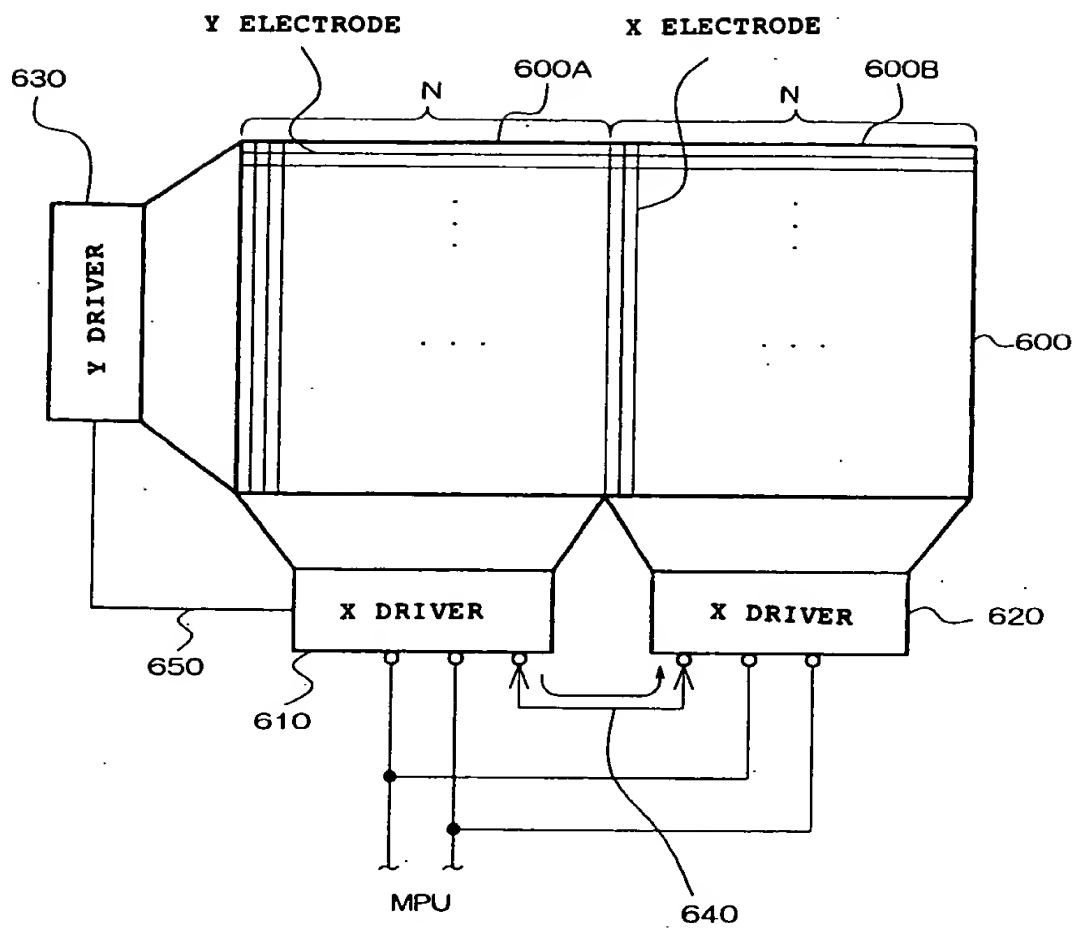 Y ELECTRODE
X ELECTRODE
630
N
600A
N
600B
Y DRIVER
600
X DRIVER
X DRIVER
620
650
610
MPU
640